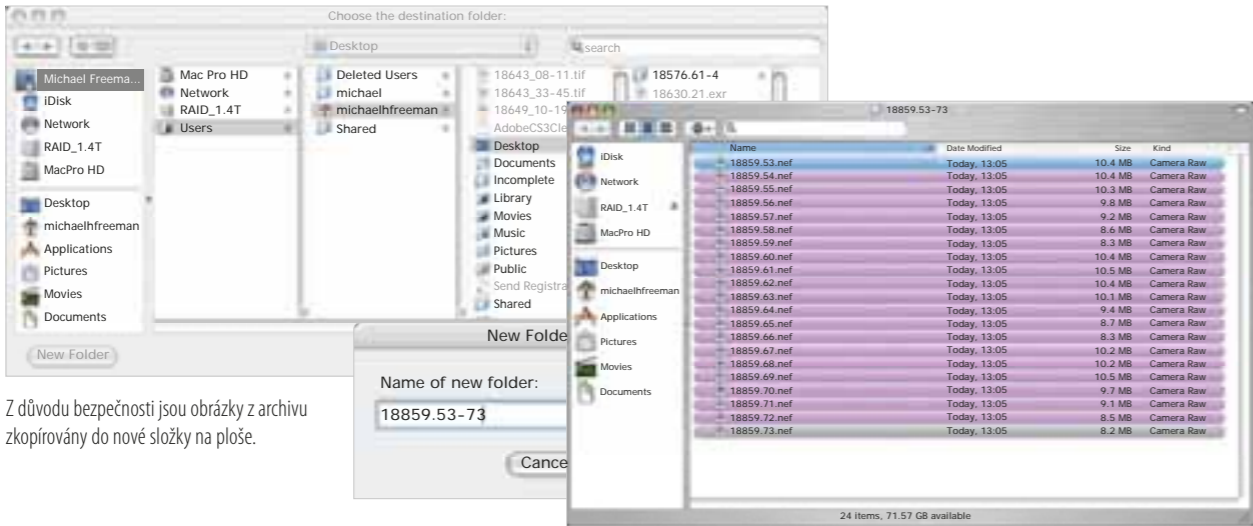 Choose the destination folder:
Desktop
search
Michael Freema...
iDisk
Network
RAID_1.4T
MacPro HD
Desktop
michaelhfreeman
Applications
Pictures
Movies
Documents
Mac Pro HD
Network
RAID_1.4T
Users
Deleted Users
michael
michaelhfreeman
Shared
18643_08-11.tif
18643_33-45.tif
18649_10-19
AdobeCS3Cle
Desktop
Documents
Incomplete
Library
Movies
Music
Pictures
Public
Send Registra
Shared
18576.61-4
18630.21.exr
New Folder
New Folde
Name of new folder:
18859.53-73
Cance
18859.53-73
iDisk
Network
RAID_1.4T
MacPro HD
Desktop
michaelhfreeman
Applications
Pictures
Movies
Documents
Name Date Modified Size Kind
18859.53.nef Today, 13:05 10.4 MB Camera Raw
18859.54.nef Today, 13:05 10.4 MB Camera Raw
18859.55.nef Today, 13:05 10.3 MB Camera Raw
18859.56.nef Today, 13:05 9.8 MB Camera Raw
18859.57.nef Today, 13:05 9.2 MB Camera Raw
18859.58.nef Today, 13:05 8.6 MB Camera Raw
18859.59.nef Today, 13:05 8.3 MB Camera Raw
18859.60.nef Today, 13:05 10.4 MB Camera Raw
18859.61.nef Today, 13:05 10.5 MB Camera Raw
18859.62.nef Today, 13:05 10.4 MB Camera Raw
18859.63.nef Today, 13:05 10.1 MB Camera Raw
18859.64.nef Today, 13:05 9.4 MB Camera Raw
18859.65.nef Today, 13:05 8.7 MB Camera Raw
18859.66.nef Today, 13:05 8.3 MB Camera Raw
18859.67.nef Today, 13:05 10.2 MB Camera Raw
18859.68.nef Today, 13:05 10.2 MB Camera Raw
18859.69.nef Today, 13:05 10.5 MB Camera Raw
18859.70.nef Today, 13:05 9.7 MB Camera Raw
18859.71.nef Today, 13:05 9.1 MB Camera Raw
18859.72.nef Today, 13:05 8.5 MB Camera Raw
18859.73.nef Today, 13:05 8.2 MB Camera Raw
24 items, 71.57 GB available
Z důvodu bezpečnosti jsou obrázky z archivu
zkopírovány do nové složky na ploše.